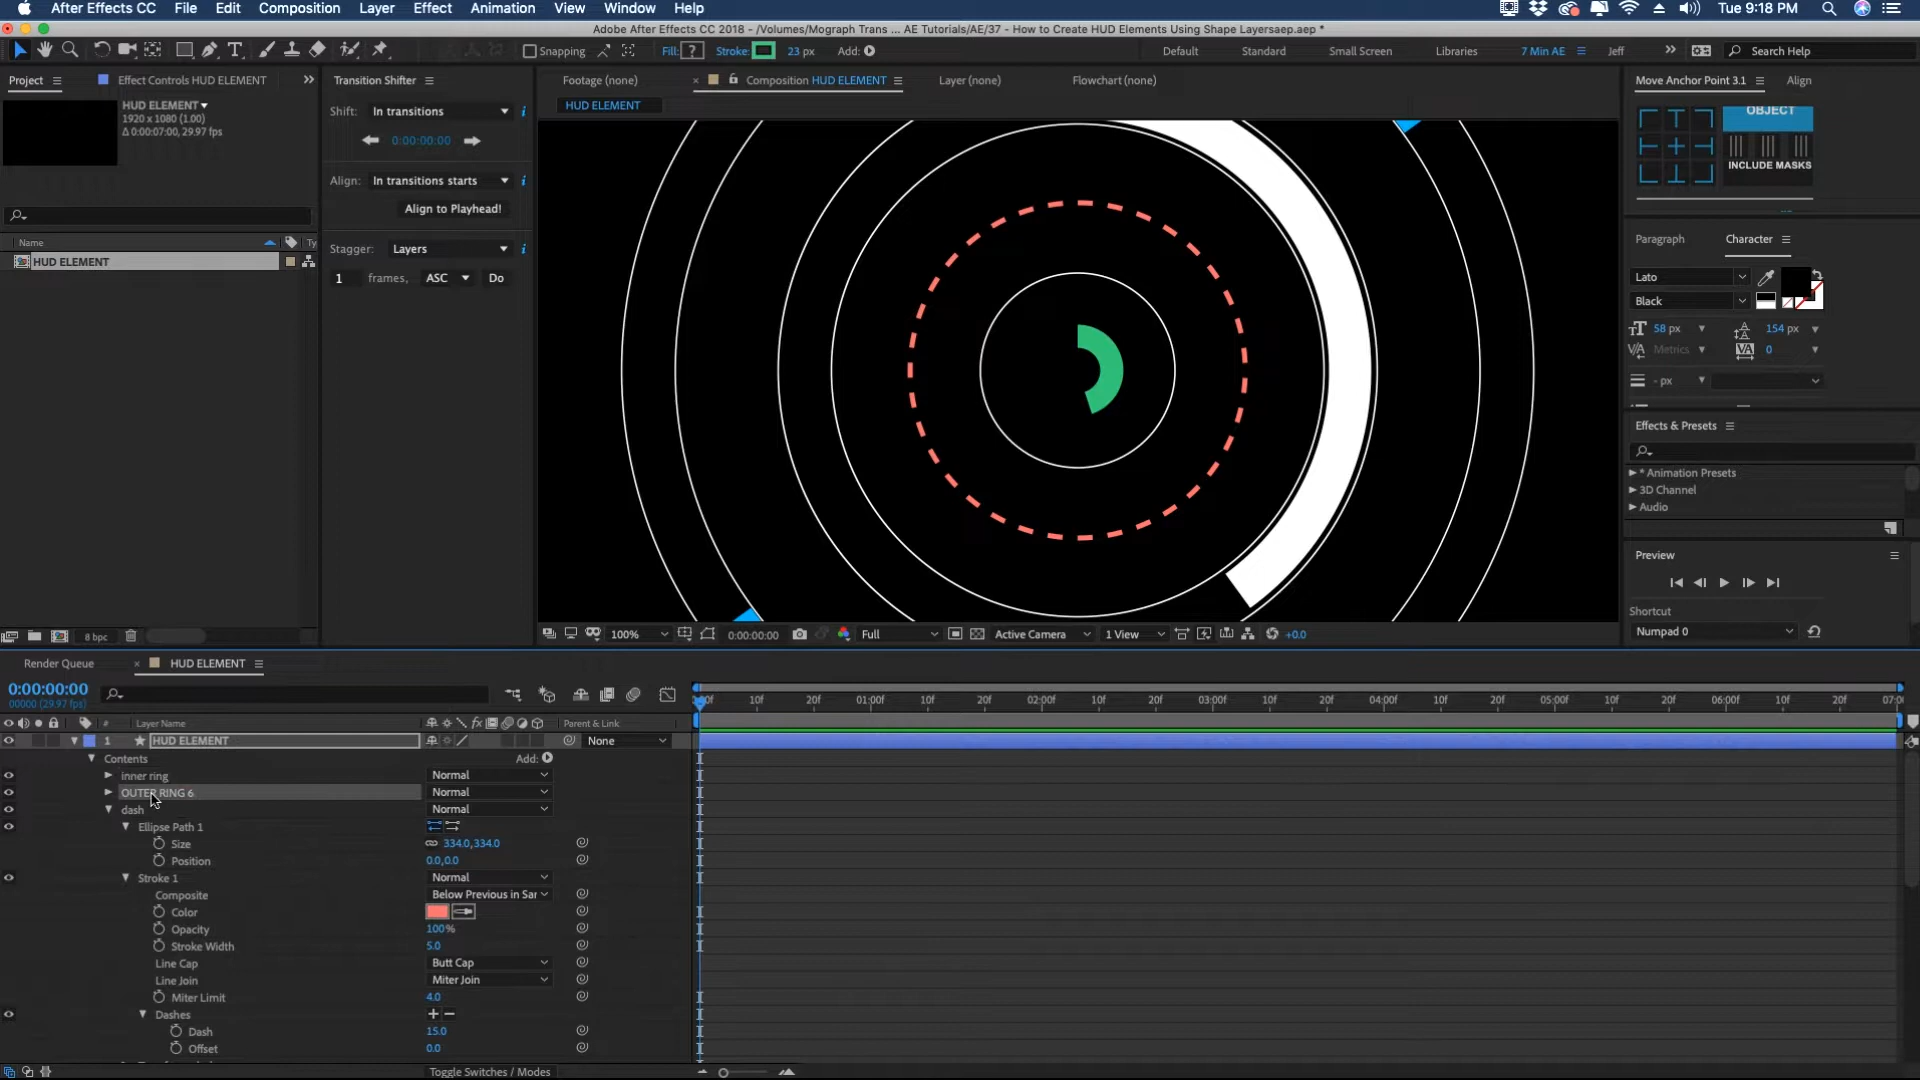 After Effects CC File Edit Composition Layer Effect Animation View Window Help Tue 9:18 PM
Adobe After Effects CC 2018 - /Volumes/Mograph Trans ... AE Tutorials/AE/37 - How to Create HUD Elements Using Shape Layersaep.aep *
Snapping Fill: ? Stroke: 23 px Add: Default Standard Small Screen Libraries 7 Min AE Jeff Search Help
Project Effect Controls HUD ELEMENT
HUD ELEMENT
1920 x 1080 (1.00)
Δ 0:00:07:00, 29.97 fps
Name Ty
HUD ELEMENT
8 bpc
Transition Shifter
Shift: In transitions
0:00:00:00
Align: In transitions starts
Align to Playhead!
Stagger: Layers
1 frames, ASC Do
Footage (none) Composition HUD ELEMENT Layer (none) Flowchart (none)
HUD ELEMENT
100% 0:00:00:00 Full Active Camera 1 View +0.0
Move Anchor Point 3.1 Align
OBJECT
INCLUDE MASKS
Paragraph Character
Lato
Black
58 px 154 px
Metrics 0
- px
Effects & Presets
* Animation Presets
3D Channel
Audio
Preview
Shortcut
Numpad 0
Render Queue HUD ELEMENT
0:00:00:00
00000 (29.97 fps)
# Layer Name Parent & Link
10f 20f 01:00f 10f 20f 02:00f 10f 20f 03:00f 10f 20f 04:00f 10f 20f 05:00f 10f 20f 06:00f 10f 20f 07:00
1 HUD ELEMENT None
Contents Add:
inner ring Normal
OUTER RING 6 Normal
dash Normal
Ellipse Path 1
Size 334.0,334.0
Position 0.0,0.0
Stroke 1 Normal
Composite Below Previous in Sar
Color
Opacity 100%
Stroke Width 5.0
Line Cap Butt Cap
Line Join Miter Join
Miter Limit 4.0
Dashes + −
Dash 15.0
Offset 0.0
Toggle Switches / Modes